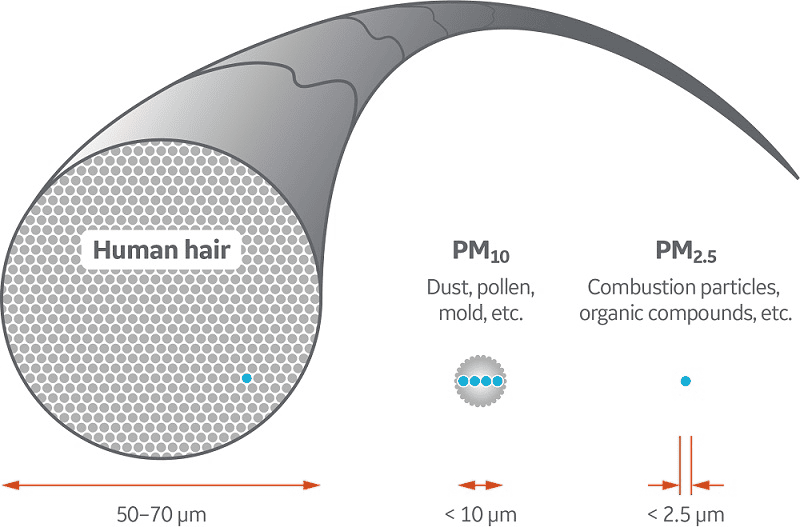 Human hair
PM₁₀
Dust, pollen,
mold, etc.
PM₂.₅
Combustion particles,
organic compounds, etc.
50–70 µm
< 10 µm
< 2.5 µm